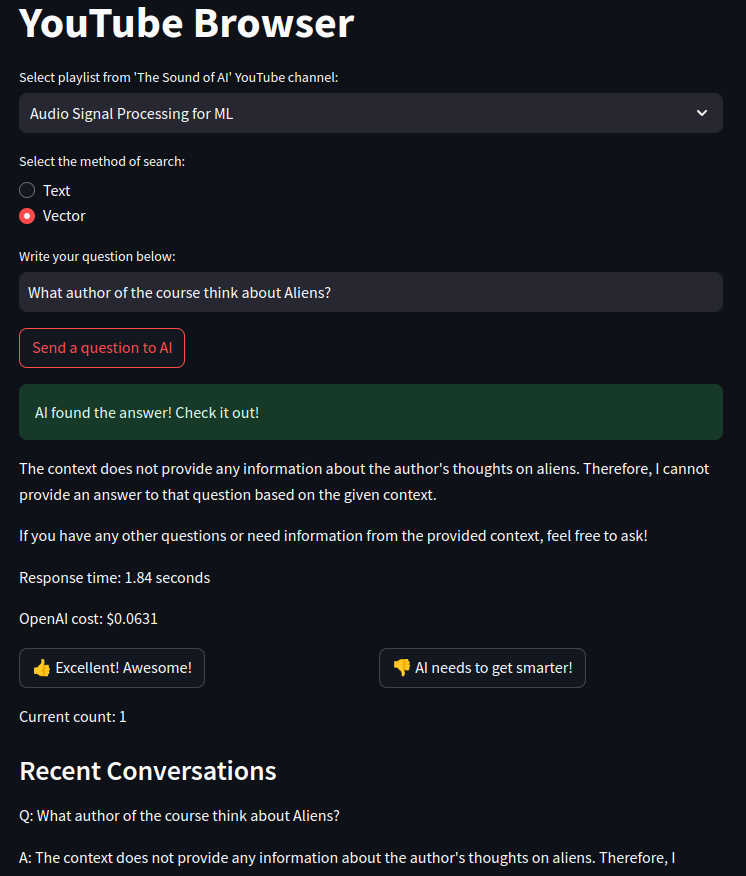 YouTube Browser
Select playlist from 'The Sound of AI' YouTube channel:
Audio Signal Processing for ML
Select the method of search:
Text
Vector
Write your question below:
What author of the course think about Aliens?
Send a question to AI
AI found the answer! Check it out!
The context does not provide any information about the author's thoughts on aliens. Therefore, I cannot
provide an answer to that question based on the given context.
If you have any other questions or need information from the provided context, feel free to ask!
Response time: 1.84 seconds
OpenAI cost: $0.0631
👍 Excellent! Awesome!
👎 AI needs to get smarter!
Current count: 1
Recent Conversations
Q: What author of the course think about Aliens?
A: The context does not provide any information about the author's thoughts on aliens. Therefore, I